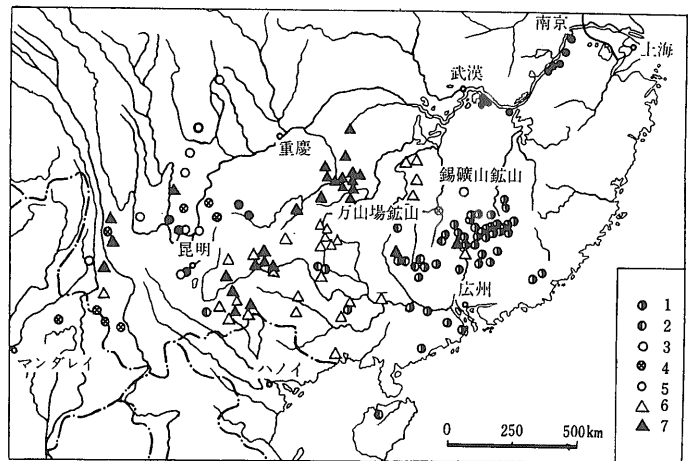 南京
上海
武漢
重慶
錫礦山鉱山
万山場鉱山
昆明
広州
マンダレイ
ハノイ
1
2
3
4
5
6
7
0 250 500km